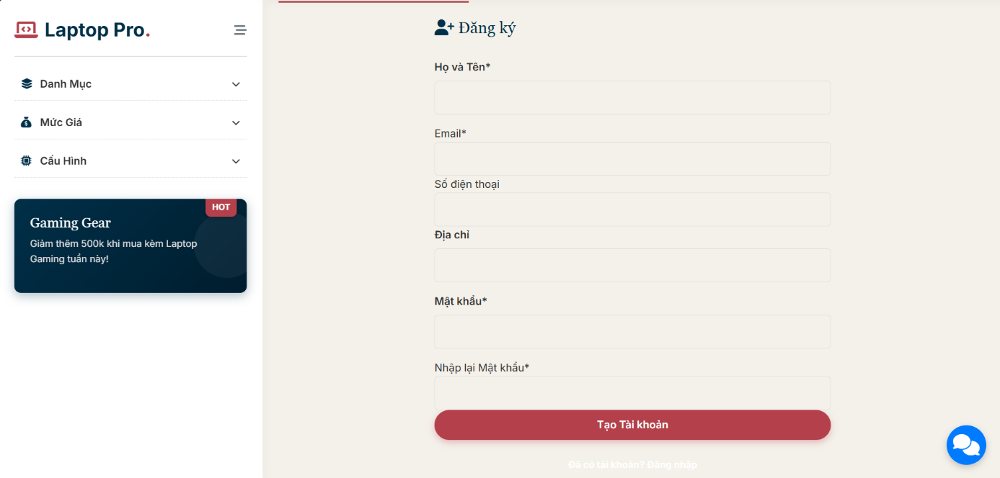 Laptop Pro.
Danh Mục
Mức Giá
Cấu Hình
HOT
Gaming Gear
Giảm thêm 500k khi mua kèm Laptop
Gaming tuần này!
Đăng ký
Họ và Tên*
Email*
Số điện thoại
Địa chỉ
Mật khẩu*
Nhập lại Mật khẩu*
Tạo Tài khoản
Đã có tài khoản? Đăng nhập